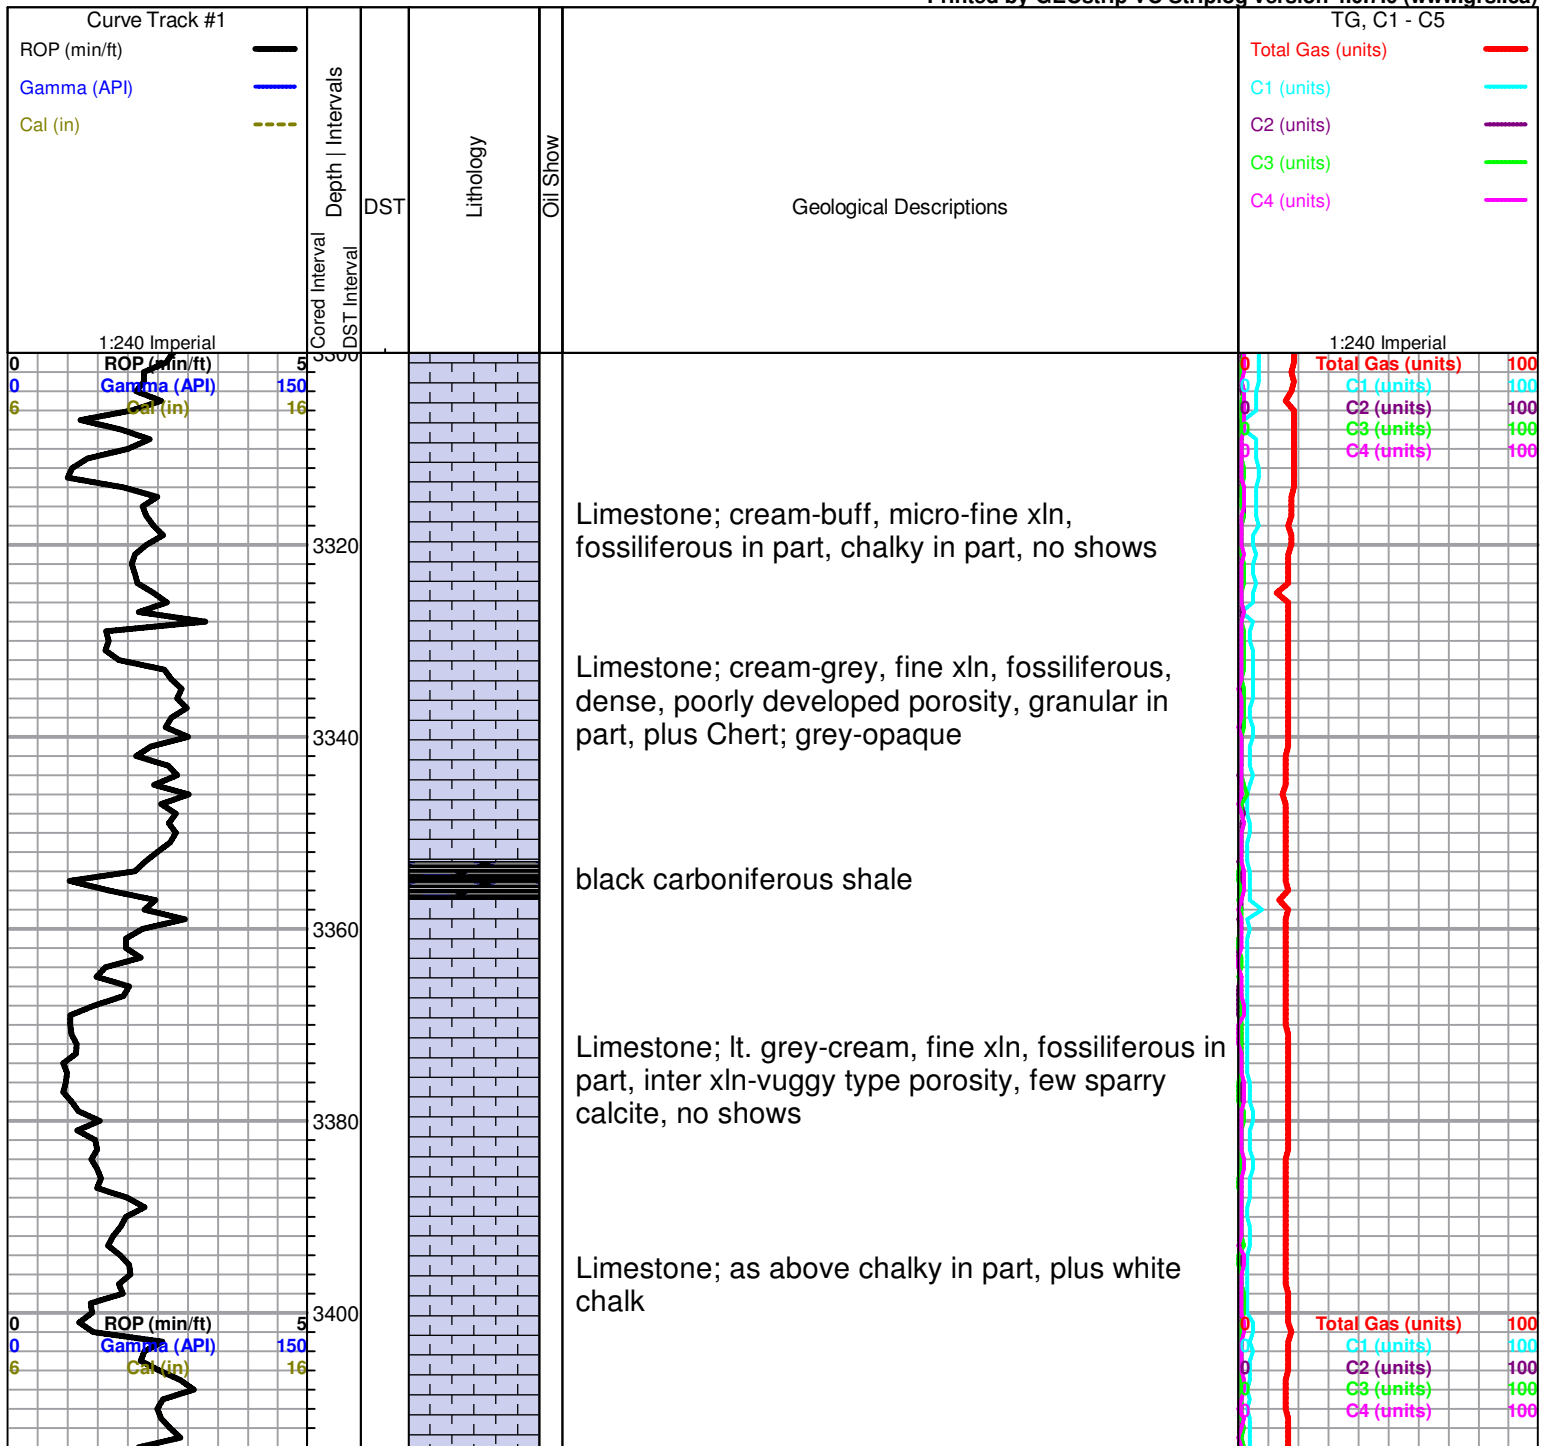 Curve Track #1
ROP (min/ft)
Gamma (API)
Cal (in)
1:240 Imperial
Depth | Intervals
Cored Interval
DST Interval
DST
Lithology
Oil Show
Geological Descriptions
TG, C1 - C5
Total Gas (units)
C1 (units)
C2 (units)
C3 (units)
C4 (units)
1:240 Imperial
0 ROP (min/ft) 5
0 Gamma (API) 150
6 Cal (in) 16
3300
0 Total Gas (units) 100
0 C1 (units) 100
0 C2 (units) 100
0 C3 (units) 100
0 C4 (units) 100
Limestone; cream-buff, micro-fine xln,
fossiliferous in part, chalky in part, no shows
3320
Limestone; cream-grey, fine xln, fossiliferous,
dense, poorly developed porosity, granular in
part, plus Chert; grey-opaque
3340
black carboniferous shale
3360
Limestone; lt. grey-cream, fine xln, fossiliferous in
part, inter xln-vuggy type porosity, few sparry
calcite, no shows
3380
Limestone; as above chalky in part, plus white
chalk
3400
0 ROP (min/ft) 5
0 Gamma (API) 150
6 Cal (in) 16
0 Total Gas (units) 100
0 C1 (units) 100
0 C2 (units) 100
0 C3 (units) 100
0 C4 (units) 100